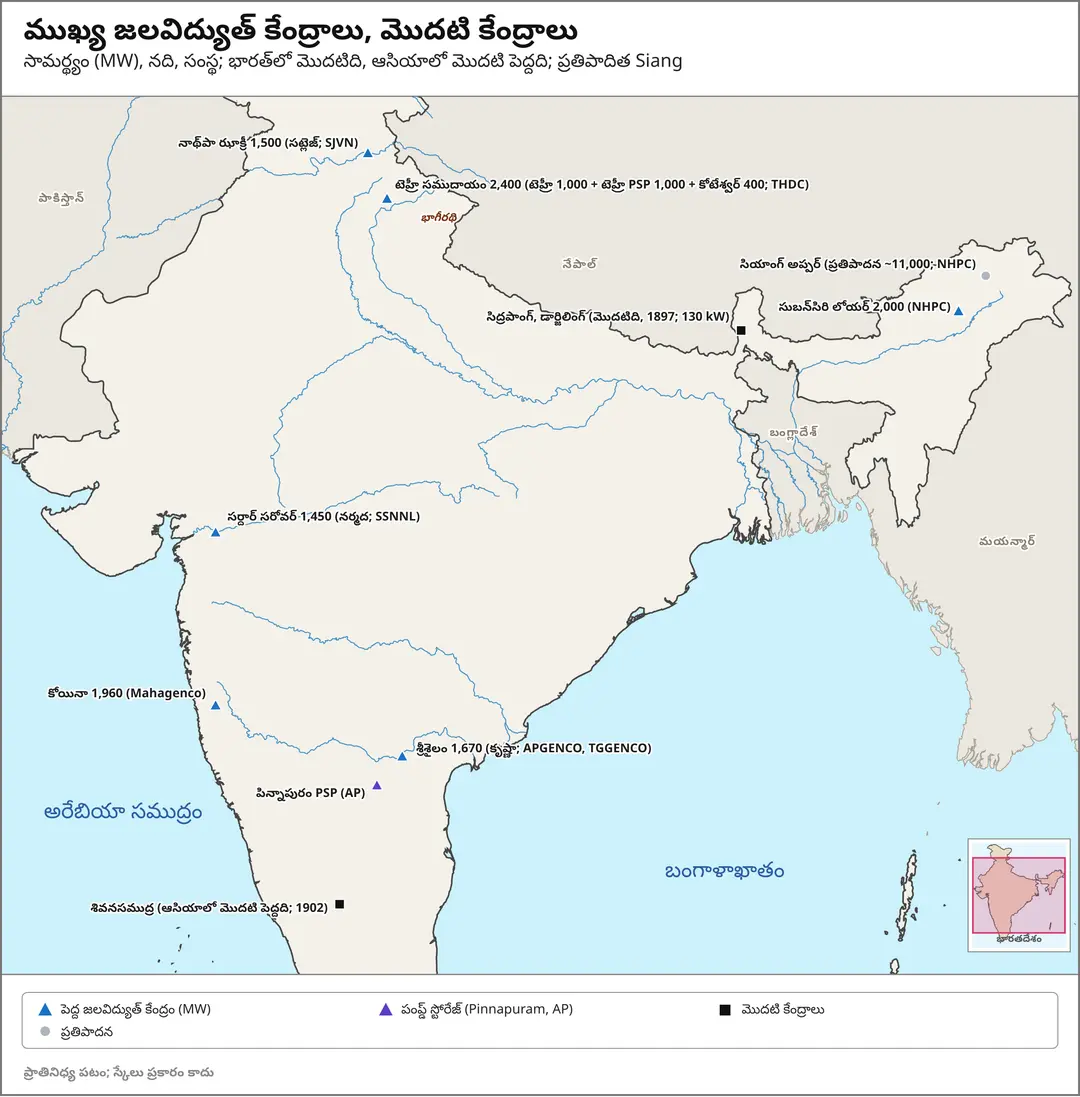 ముఖ్య జలవిద్యుత్ కేంద్రాలు, మొదటి కేంద్రాలు
సామర్థ్యం (MW), నది, సంస్థ; భారత్‌లో మొదటిది, ఆసియాలో మొదటి పెద్దది; ప్రతిపాదిత Siang
నాథ్‌పా ఝాక్రీ 1,500 (సట్లెజ్; SJVN)
టెహ్రీ సముదాయం 2,400 (టెహ్రీ 1,000 + టెహ్రీ PSP 1,000 + కోటేశ్వర్ 400; THDC)
పాకిస్తాన్
భాగీరథి
నేపాల్
సియాంగ్ అప్పర్ (ప్రతిపాదన ~11,000; NHPC)
సుబన్‌సిరి లోయర్ 2,000 (NHPC)
సిద్రపాంగ్, డార్జిలింగ్ (మొదటిది, 1897; 130 kW)
బంగ్లాదేశ్
సర్దార్ సరోవర్ 1,450 (నర్మద; SSNNL)
మయన్మార్
కోయినా 1,960 (Mahagenco)
శ్రీశైలం 1,670 (కృష్ణా; APGENCO, TGGENCO)
పిన్నాపురం PSP (AP)
అరేబియా సముద్రం
బంగాళాఖాతం
శివనసముద్ర (ఆసియాలో మొదటి పెద్దది; 1902)
భారతదేశం
పెద్ద జలవిద్యుత్ కేంద్రం (MW)
పంప్డ్ స్టోరేజ్ (Pinnapuram, AP)
మొదటి కేంద్రాలు
ప్రతిపాదన
ప్రాతినిధ్య పటం; స్కేలు ప్రకారం కాదు